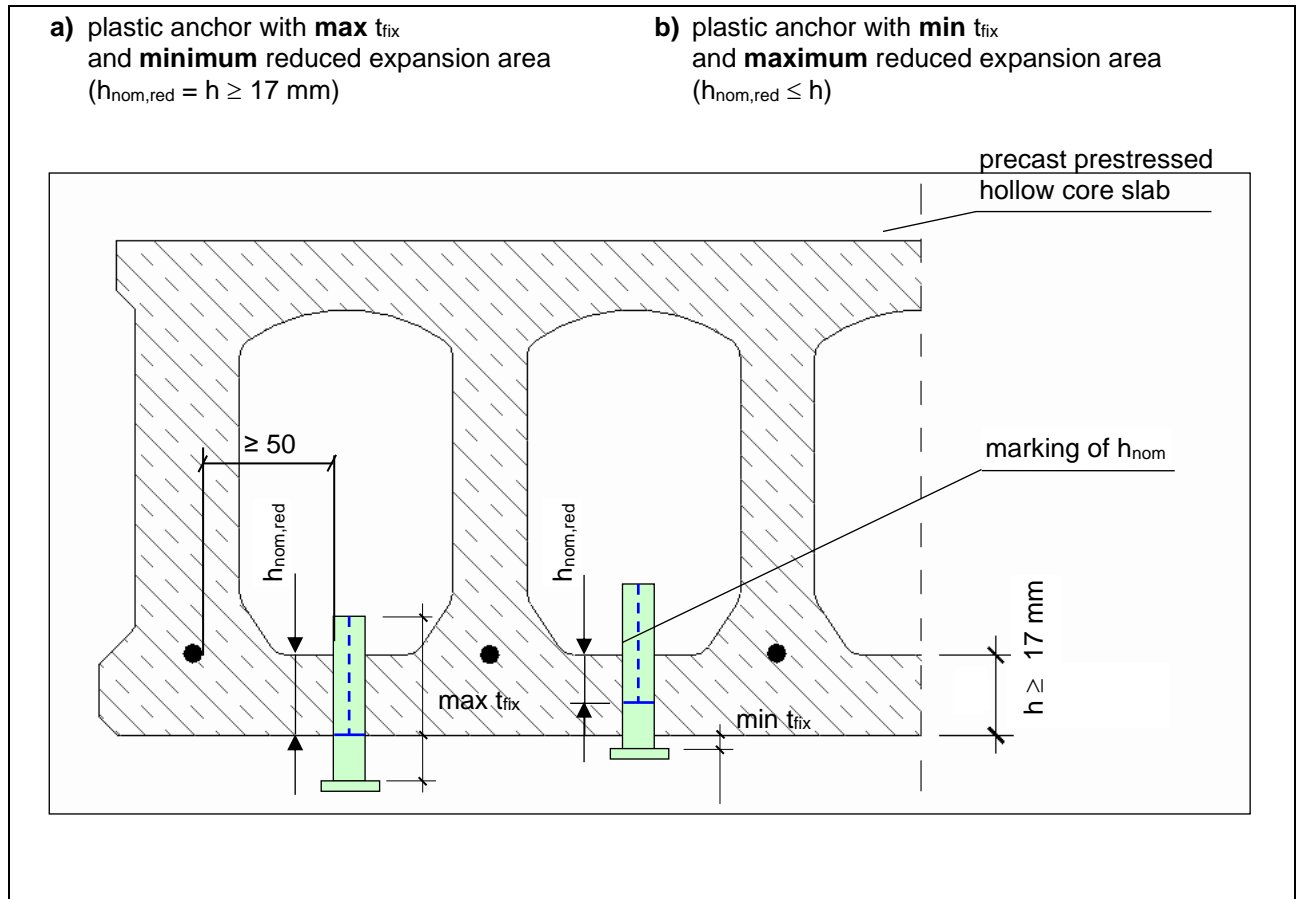 a) plastic anchor with max tfix
and minimum reduced expansion area
(hnom,red = h ≥ 17 mm)
b) plastic anchor with min tfix
and maximum reduced expansion area
(hnom,red ≤ h)
precast prestressed
hollow core slab
≥ 50
marking of hnom
hnom,red
hnom,red
max tfix
min tfix
h ≥ 17 mm